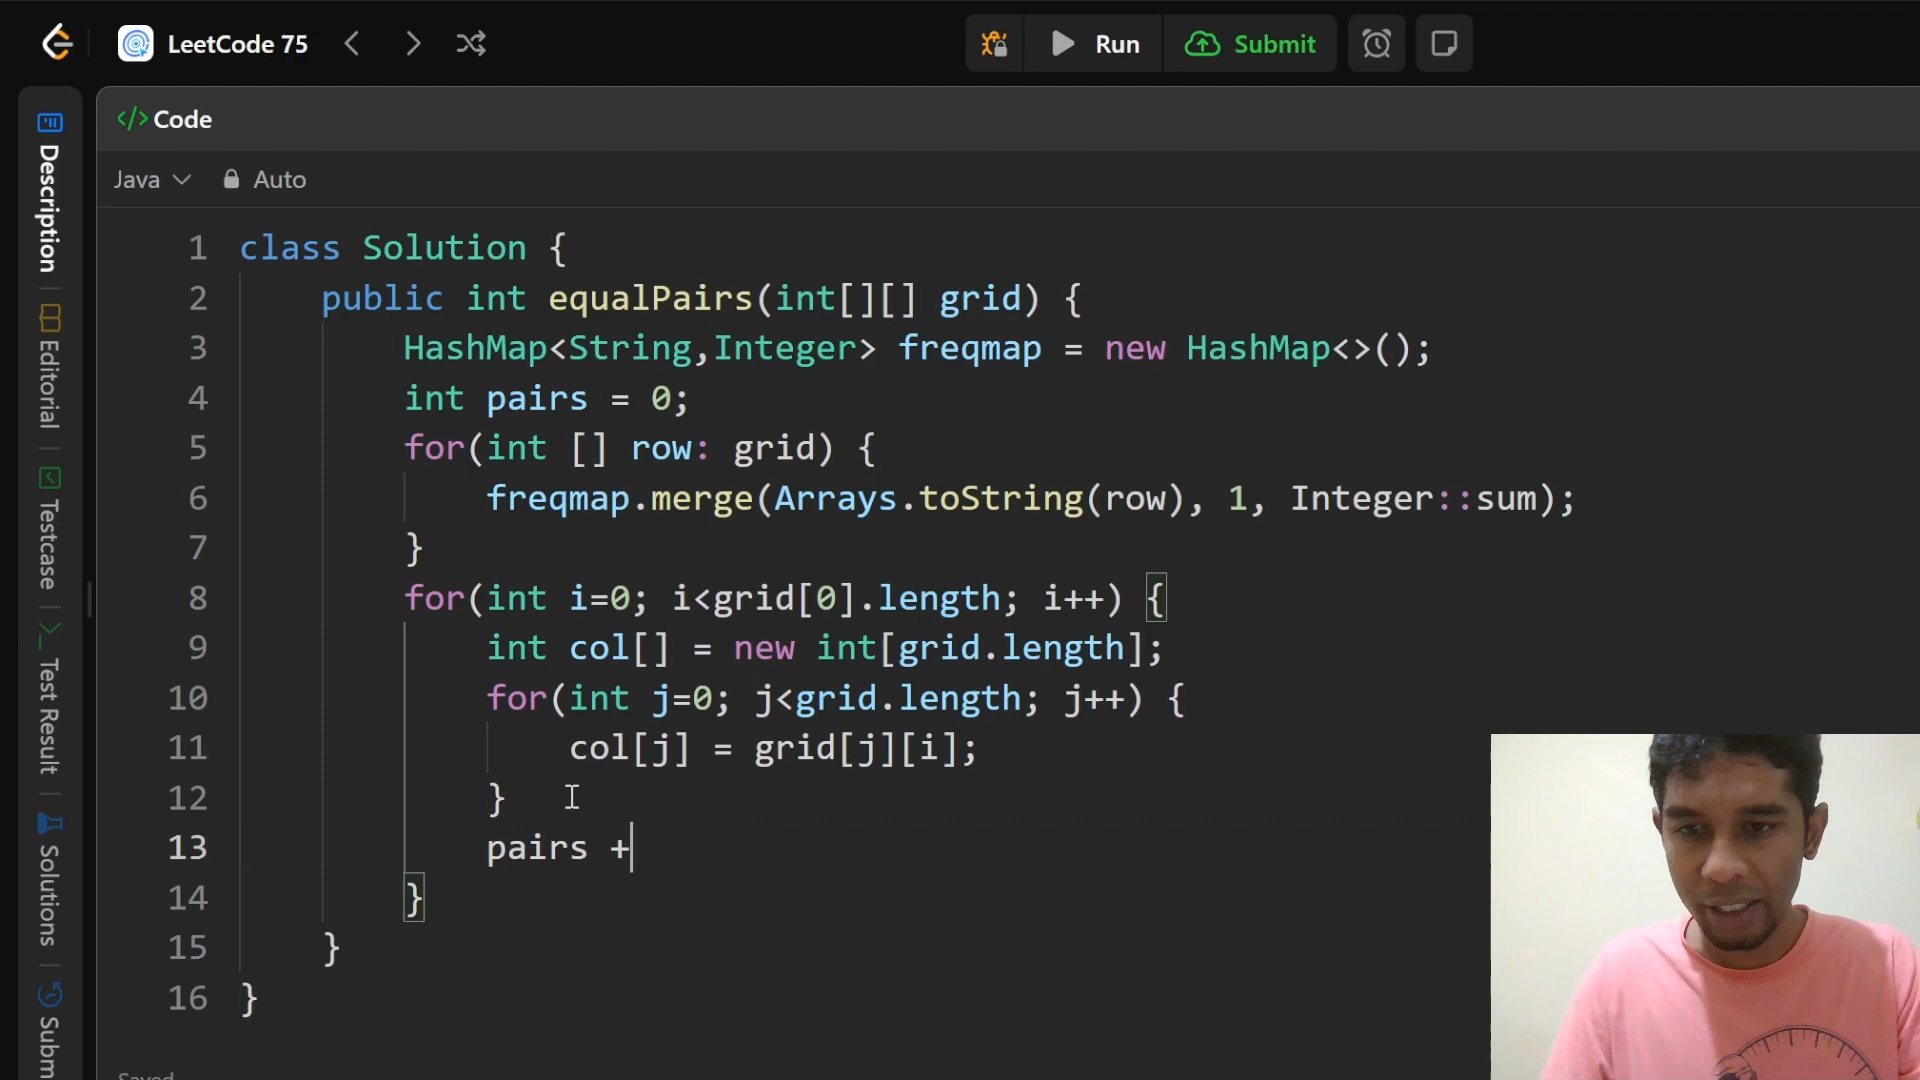 LeetCode 75
Run
Submit
Description
Editorial
Testcase
Test Result
Solutions
Subm
</> Code
Java
Auto
1 class Solution {
2 public int equalPairs(int[][] grid) {
3 HashMap<String,Integer> freqmap = new HashMap<>();
4 int pairs = 0;
5 for(int [] row: grid) {
6 freqmap.merge(Arrays.toString(row), 1, Integer::sum);
7 }
8 for(int i=0; i<grid[0].length; i++) {
9 int col[] = new int[grid.length];
10 for(int j=0; j<grid.length; j++) {
11 col[j] = grid[j][i];
12 }
13 pairs +
14 }
15 }
16 }
Saved